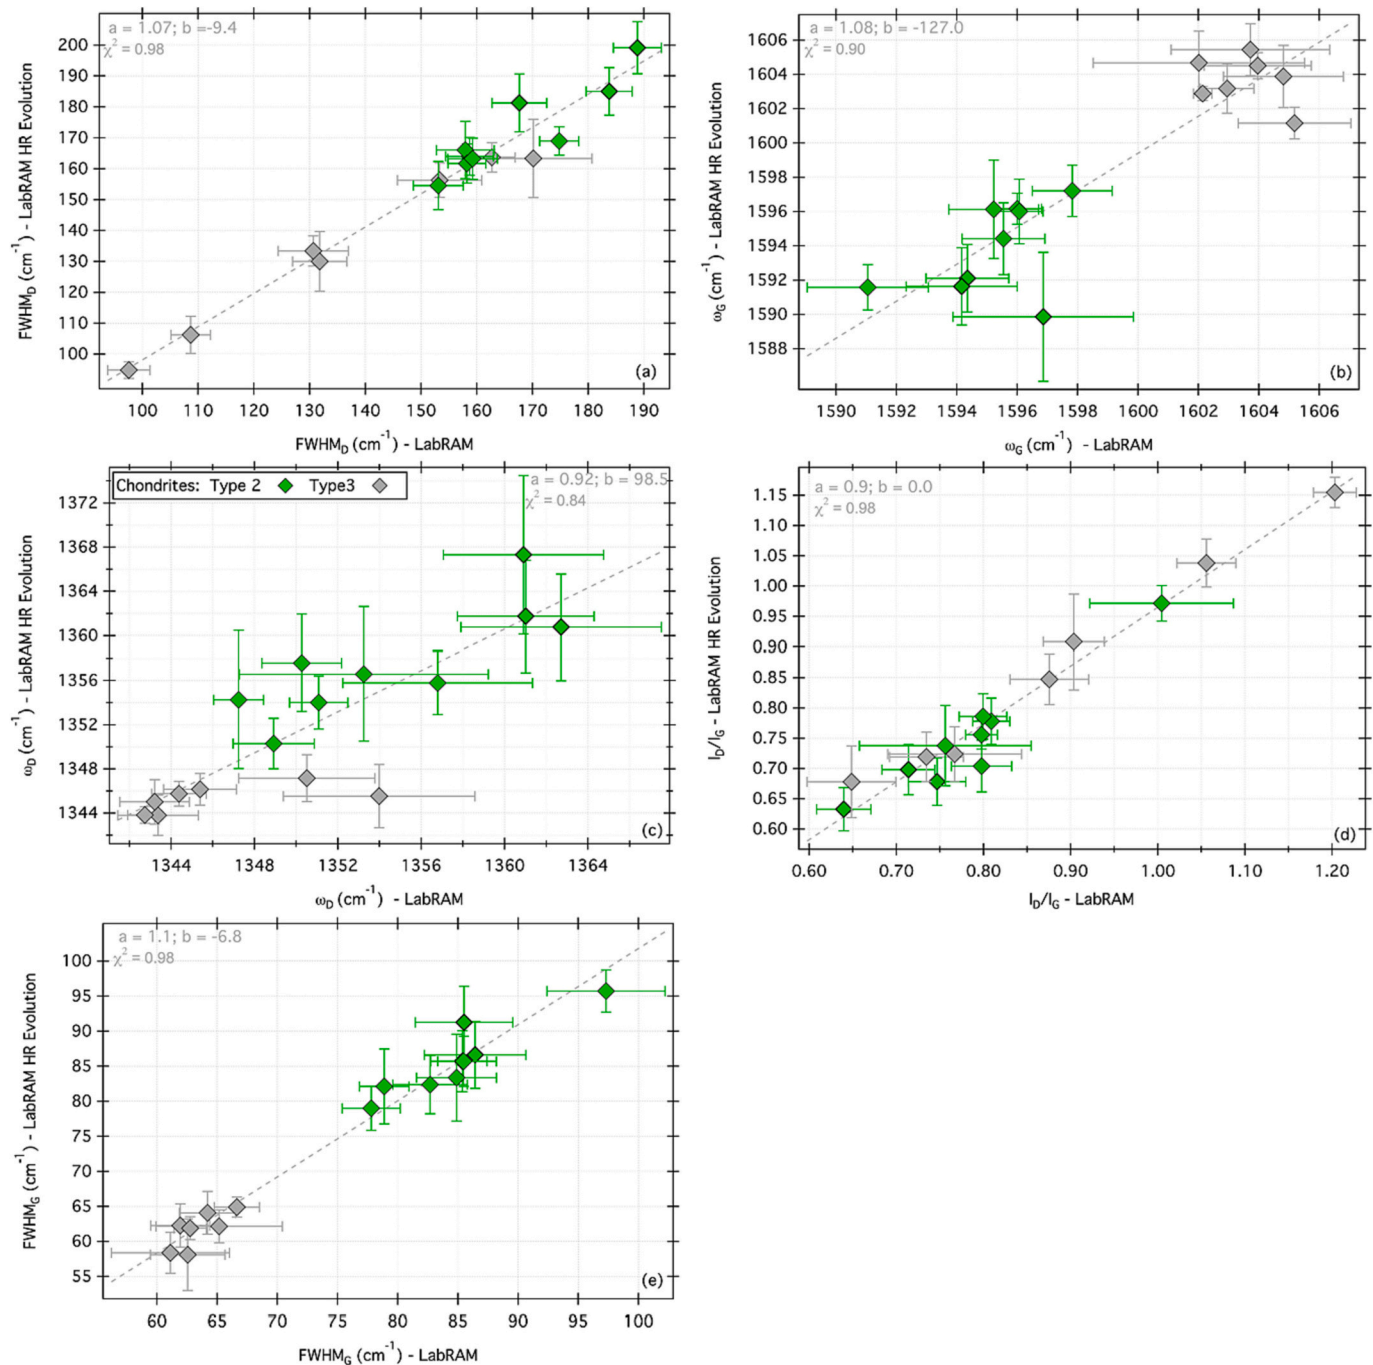 a = 1.07; b =-9.4
χ² = 0.98
200
190
180
170
160
150
140
130
120
110
100
FWHM_D (cm⁻¹) - LabRAM HR Evolution
(a)
100 110 120 130 140 150 160 170 180 190
FWHM_D (cm⁻¹) - LabRAM
a = 1.08; b = -127.0
χ² = 0.90
1606
1604
1602
1600
1598
1596
1594
1592
1590
1588
ω_G (cm⁻¹) - LabRAM HR Evolution
(b)
1590 1592 1594 1596 1598 1600 1602 1604 1606
ω_G (cm⁻¹) - LabRAM
Chondrites: Type 2 Type3
a = 0.92; b = 98.5
χ² = 0.84
1372
1368
1364
1360
1356
1352
1348
1344
ω_D (cm⁻¹) - LabRAM HR Evolution
(c)
1344 1348 1352 1356 1360 1364
ω_D (cm⁻¹) - LabRAM
a = 0.9; b = 0.0
χ² = 0.98
1.15
1.10
1.05
1.00
0.95
0.90
0.85
0.80
0.75
0.70
0.65
0.60
I_D/I_G - LabRAM HR Evolution
(d)
0.60 0.70 0.80 0.90 1.00 1.10 1.20
I_D/I_G - LabRAM
a = 1.1; b = -6.8
χ² = 0.98
100
95
90
85
80
75
70
65
60
55
FWHM_G (cm⁻¹) - LabRAM HR Evolution
(e)
60 65 70 75 80 85 90 95 100
FWHM_G (cm⁻¹) - LabRAM